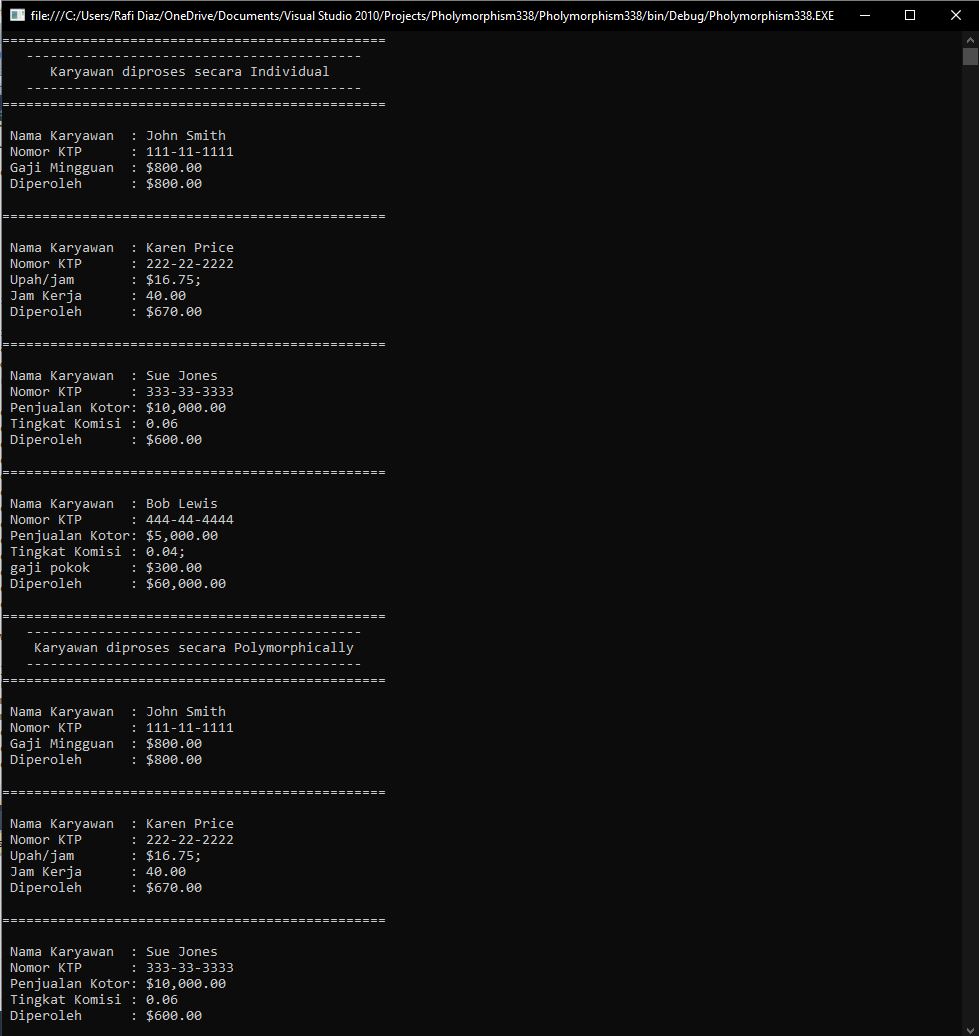 file:///C:/Users/Rafi Diaz/OneDrive/Documents/Visual Studio 2010/Projects/Pholymorphism338/Pholymorphism338/bin/Debug/Pholymorphism338.EXE
================================================
------------------------------------------
Karyawan diproses secara Individual
------------------------------------------
================================================
Nama Karyawan  : John Smith
Nomor KTP      : 111-11-1111
Gaji Mingguan  : $800.00
Diperoleh      : $800.00
================================================
Nama Karyawan  : Karen Price
Nomor KTP      : 222-22-2222
Upah/jam       : $16.75;
Jam Kerja      : 40.00
Diperoleh      : $670.00
================================================
Nama Karyawan  : Sue Jones
Nomor KTP      : 333-33-3333
Penjualan Kotor: $10,000.00
Tingkat Komisi : 0.06
Diperoleh      : $600.00
================================================
Nama Karyawan  : Bob Lewis
Nomor KTP      : 444-44-4444
Penjualan Kotor: $5,000.00
Tingkat Komisi : 0.04;
gaji pokok     : $300.00
Diperoleh      : $60,000.00
================================================
------------------------------------------
Karyawan diproses secara Polymorphically
------------------------------------------
================================================
Nama Karyawan  : John Smith
Nomor KTP      : 111-11-1111
Gaji Mingguan  : $800.00
Diperoleh      : $800.00
================================================
Nama Karyawan  : Karen Price
Nomor KTP      : 222-22-2222
Upah/jam       : $16.75;
Jam Kerja      : 40.00
Diperoleh      : $670.00
================================================
Nama Karyawan  : Sue Jones
Nomor KTP      : 333-33-3333
Penjualan Kotor: $10,000.00
Tingkat Komisi : 0.06
Diperoleh      : $600.00